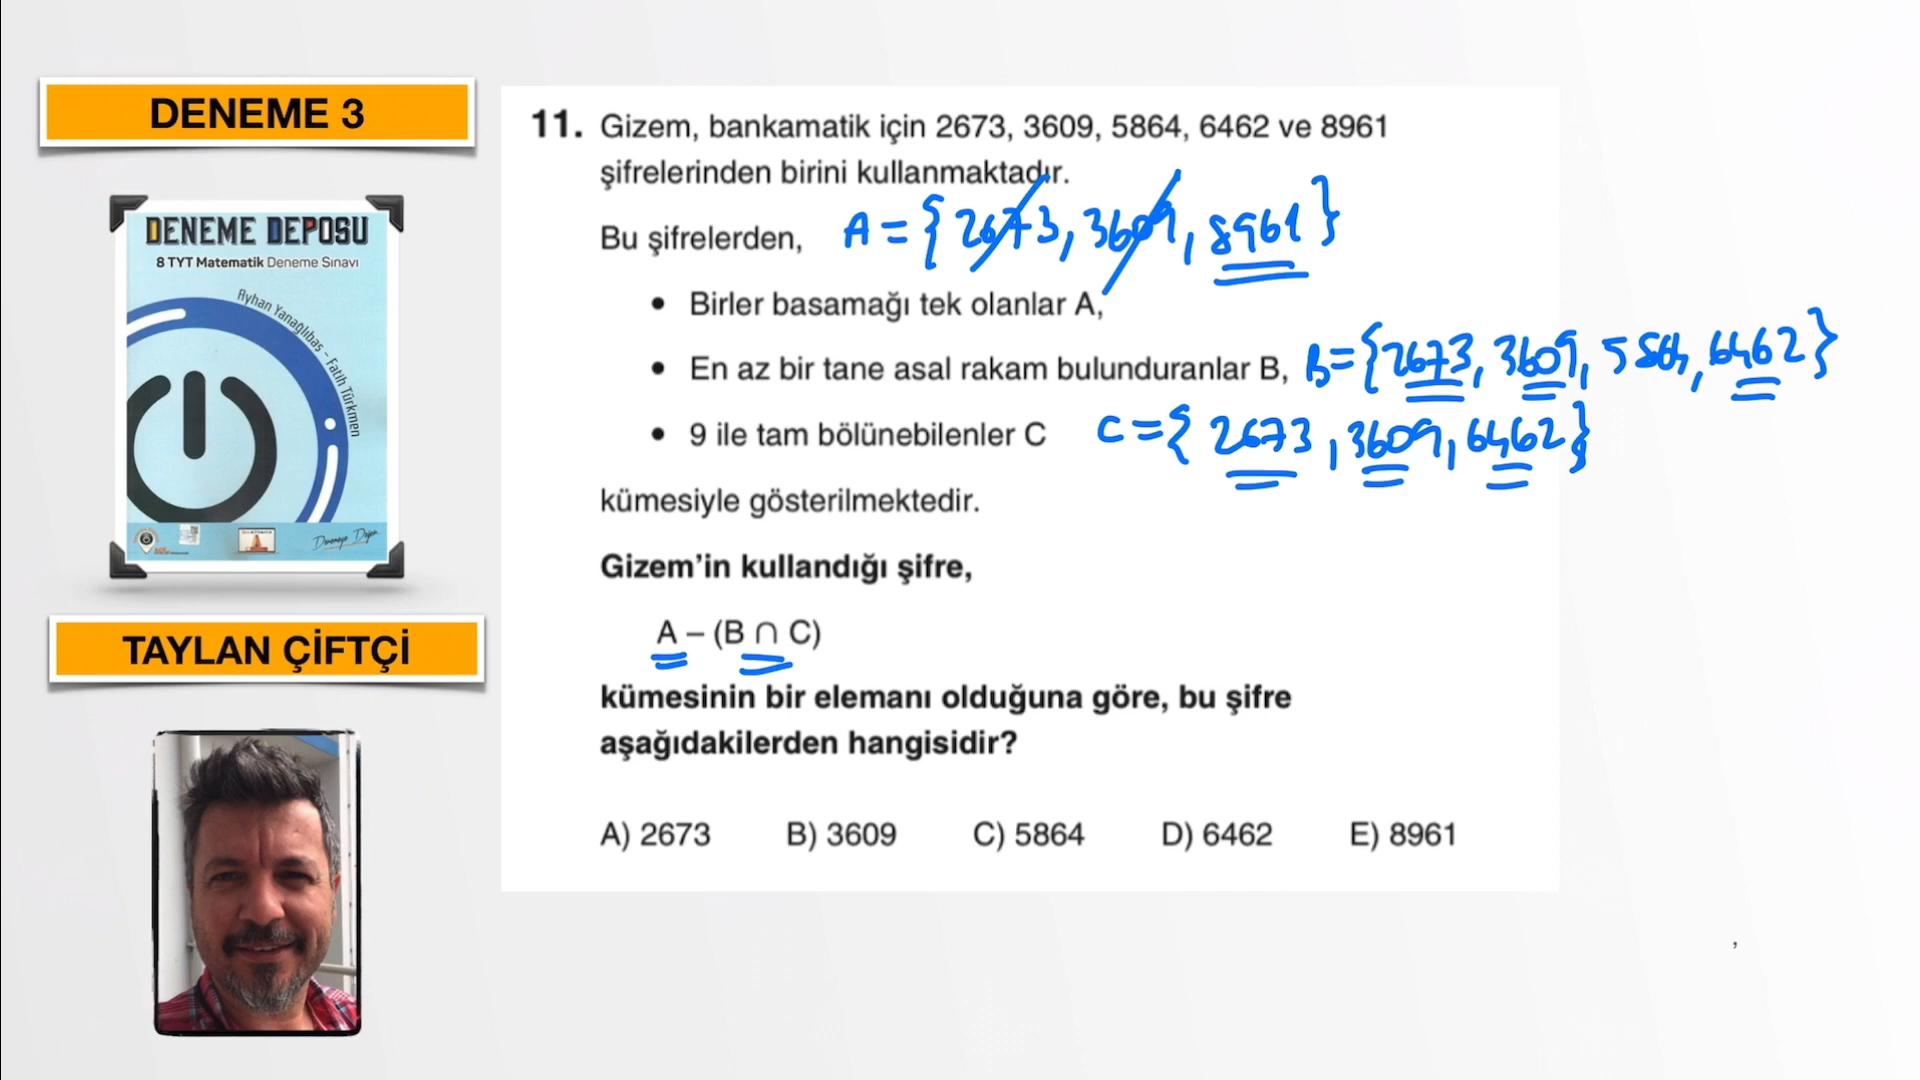 DENEME 3
DENEME DEPOSU
8 TYT Matematik Deneme Sınavı
Ayhan Yanağlıbaş - Fatih Türkmen
TAYLAN ÇİFTÇİ
11. Gizem, bankamatik için 2673, 3609, 5864, 6462 ve 8961
şifrelerinden birini kullanmaktadır.
Bu şifrelerden, A = {2673, 3609, 8961}
• Birler basamağı tek olanlar A,
• En az bir tane asal rakam bulunduranlar B, B = {2673, 3609, 5864, 6462}
• 9 ile tam bölünebilenler C C = {2673, 3609, 6462}
kümesiyle gösterilmektedir.
Gizem'in kullandığı şifre,
A – (B ∩ C)
kümesinin bir elemanı olduğuna göre, bu şifre
aşağıdakilerden hangisidir?
A) 2673 B) 3609 C) 5864 D) 6462 E) 8961